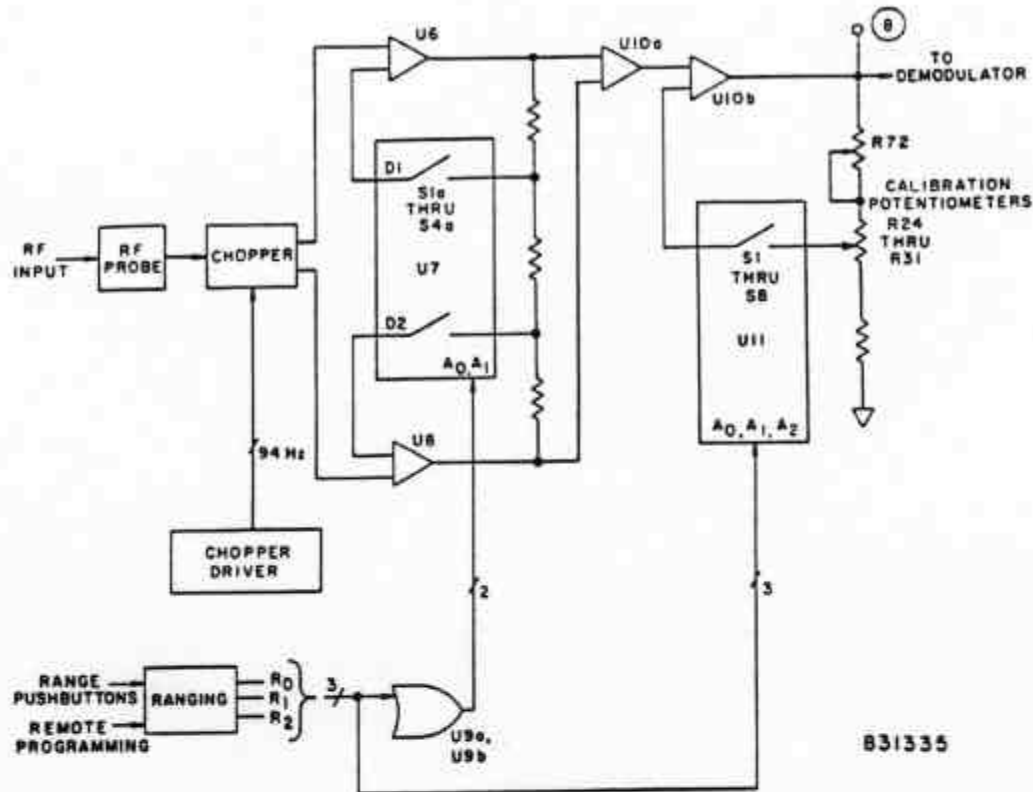 U6
U10a
8
TO
DEMODULATOR
U10b
R72
D1
S1a
THRU
S4a
U7
CALIBRATION
POTENTIOMETERS
R24
THRU
R31
RF
INPUT
RF
PROBE
CHOPPER
S1
THRU
S8
U11
D2
A0, A1
U8
A0, A1, A2
94 Hz
CHOPPER
DRIVER
2
3
RANGE
PUSHBUTTONS
REMOTE
PROGRAMMING
RANGING
R0
R1
R2
3
U9a,
U9b
831335